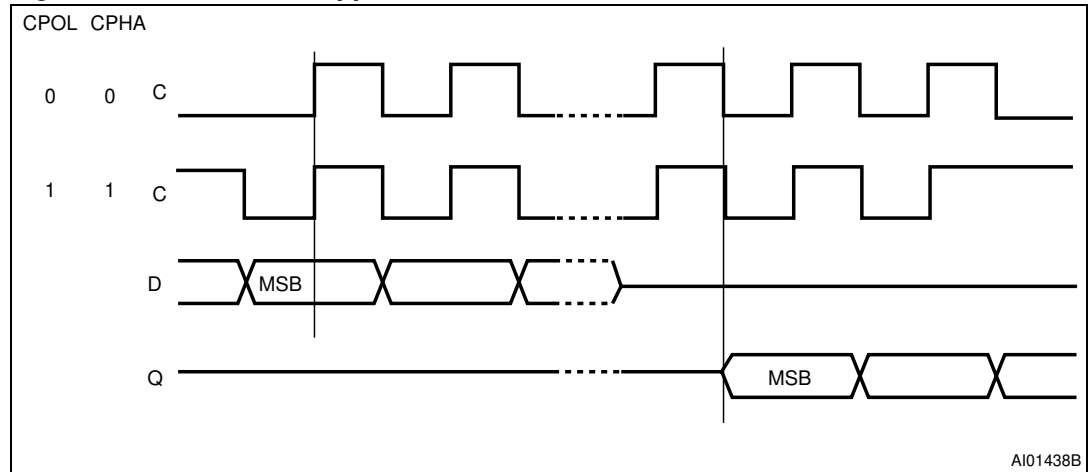 CPOL CPHA
0 0 C
1 1 C
D MSB
Q MSB
AI01438B